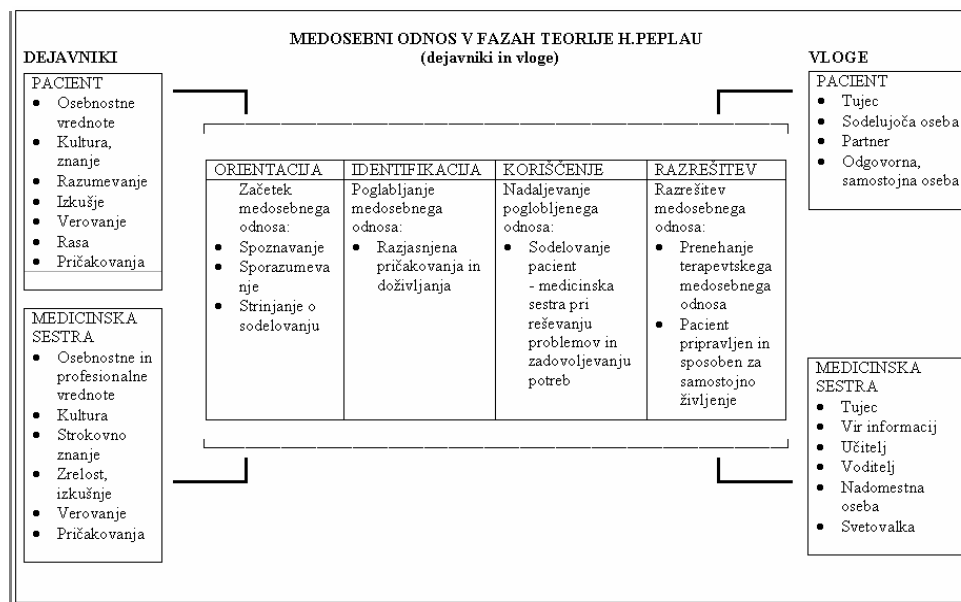 MEDOSEBNI ODNOS V FAZAH TEORIJE H.PEPLAU
(dejavniki in vloge)
DEJAVNIKI
PACIENT
• Osebnostne
vrednote
• Kultura,
znanje
• Razumevanje
• Izkušje
• Verovanje
• Rasa
• Pričakovanja
MEDICINSKA
SESTRA
• Osebnostne in
profesionalne
vrednote
• Kultura
• Strokovno
znanje
• Zrelost,
izkušnje
• Verovanje
• Pričakovanja
ORIENTACIJA
Začetek
medosebnega
odnosa:
• Spoznavanje
• Sporazumeva
nje
• Strinjanje o
sodelovanju
IDENTIFIKACIJA
Poglabljanje
medosebnega
odnosa:
• Razjasnjena
pričakovanja in
doživljanja
KORIŠČENJE
Nadaljevanje
poglobljenega
odnosa:
• Sodelovanje
pacient
- medicinska
sestra pri
reševanju
problemov in
zadovoljevanju
potreb
RAZREŠITEV
Razrešitev
medosebnega
odnosa:
• Prenehanje
terapevtskega
medosebnega
odnosa
• Pacient
pripravljen in
sposoben za
samostojno
življenje
VLOGE
PACIENT
• Tujec
• Sodelujoča oseba
• Partner
• Odgovorna,
samostojna oseba
MEDICINSKA
SESTRA
• Tujec
• Vir informacij
• Učitelj
• Voditelj
• Nadomestna
oseba
• Svetovalka